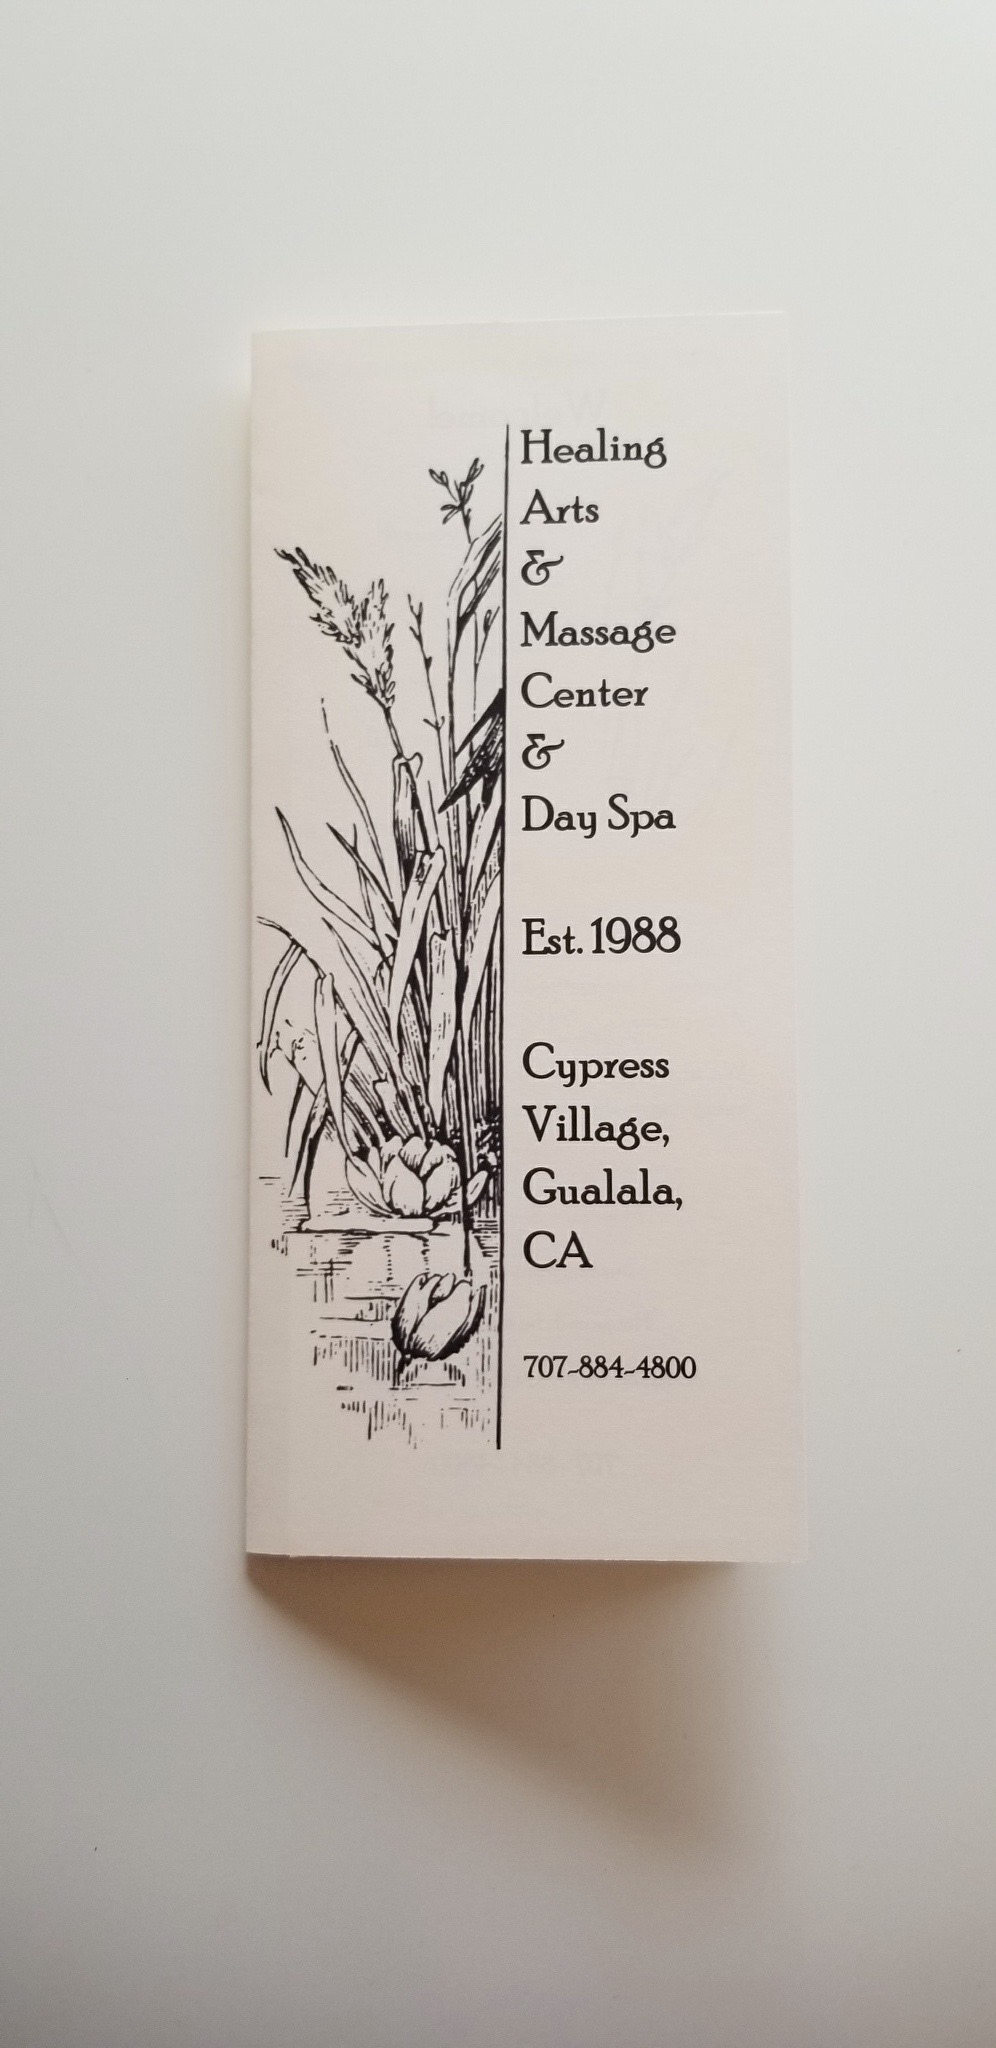 Healing
Arts
&
Massage
Center
&
Day Spa
Est. 1988
Cypress
Village,
Gualala,
CA
707-884-4800